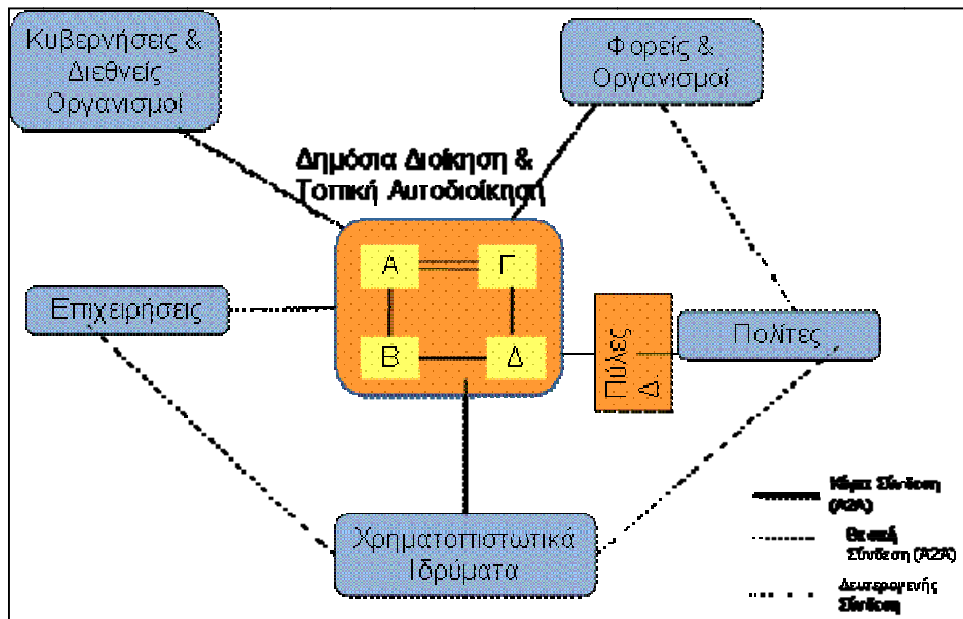 Κυβερνήσεις &
Διεθνείς
Οργανισμοί
Φορείς &
Οργανισμοί
Δημόσια Διοίκηση &
Τοπική Αυτοδιοίκηση
Α
Γ
Β
Δ
Επιχειρήσεις
Πολίτες
Δ
Χρηματοπιστωτικά
Ιδρύματα
Σύνδεση
(A2A)
Σύνδεση (A2A)
Δευτερογενής
Σύνδεση